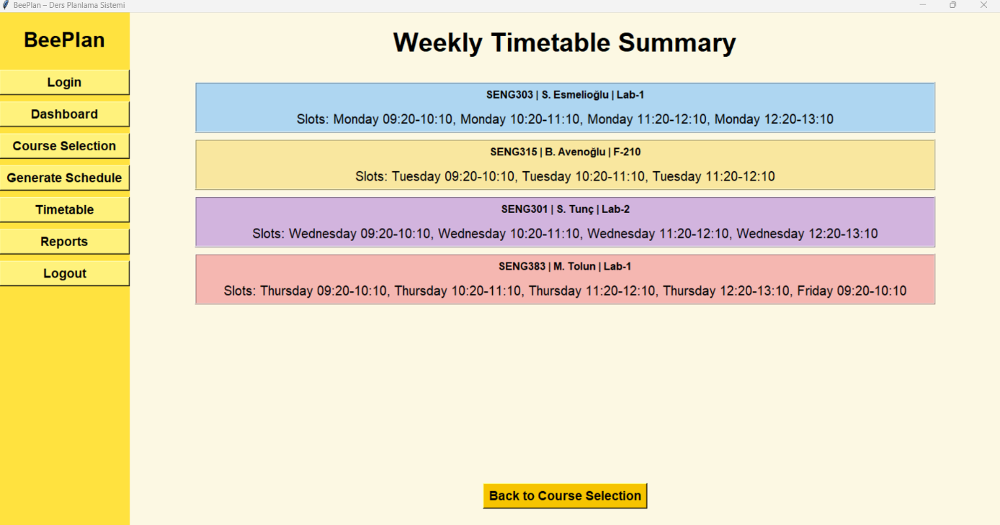 BeePlan – Ders Planlama Sistemi
BeePlan
Login
Dashboard
Course Selection
Generate Schedule
Timetable
Reports
Logout
Weekly Timetable Summary
SENG303 | S. Esmelioğlu | Lab-1
Slots: Monday 09:20-10:10, Monday 10:20-11:10, Monday 11:20-12:10, Monday 12:20-13:10
SENG315 | B. Avenoğlu | F-210
Slots: Tuesday 09:20-10:10, Tuesday 10:20-11:10, Tuesday 11:20-12:10
SENG301 | S. Tunç | Lab-2
Slots: Wednesday 09:20-10:10, Wednesday 10:20-11:10, Wednesday 11:20-12:10, Wednesday 12:20-13:10
SENG383 | M. Tolun | Lab-1
Slots: Thursday 09:20-10:10, Thursday 10:20-11:10, Thursday 11:20-12:10, Thursday 12:20-13:10, Friday 09:20-10:10
Back to Course Selection